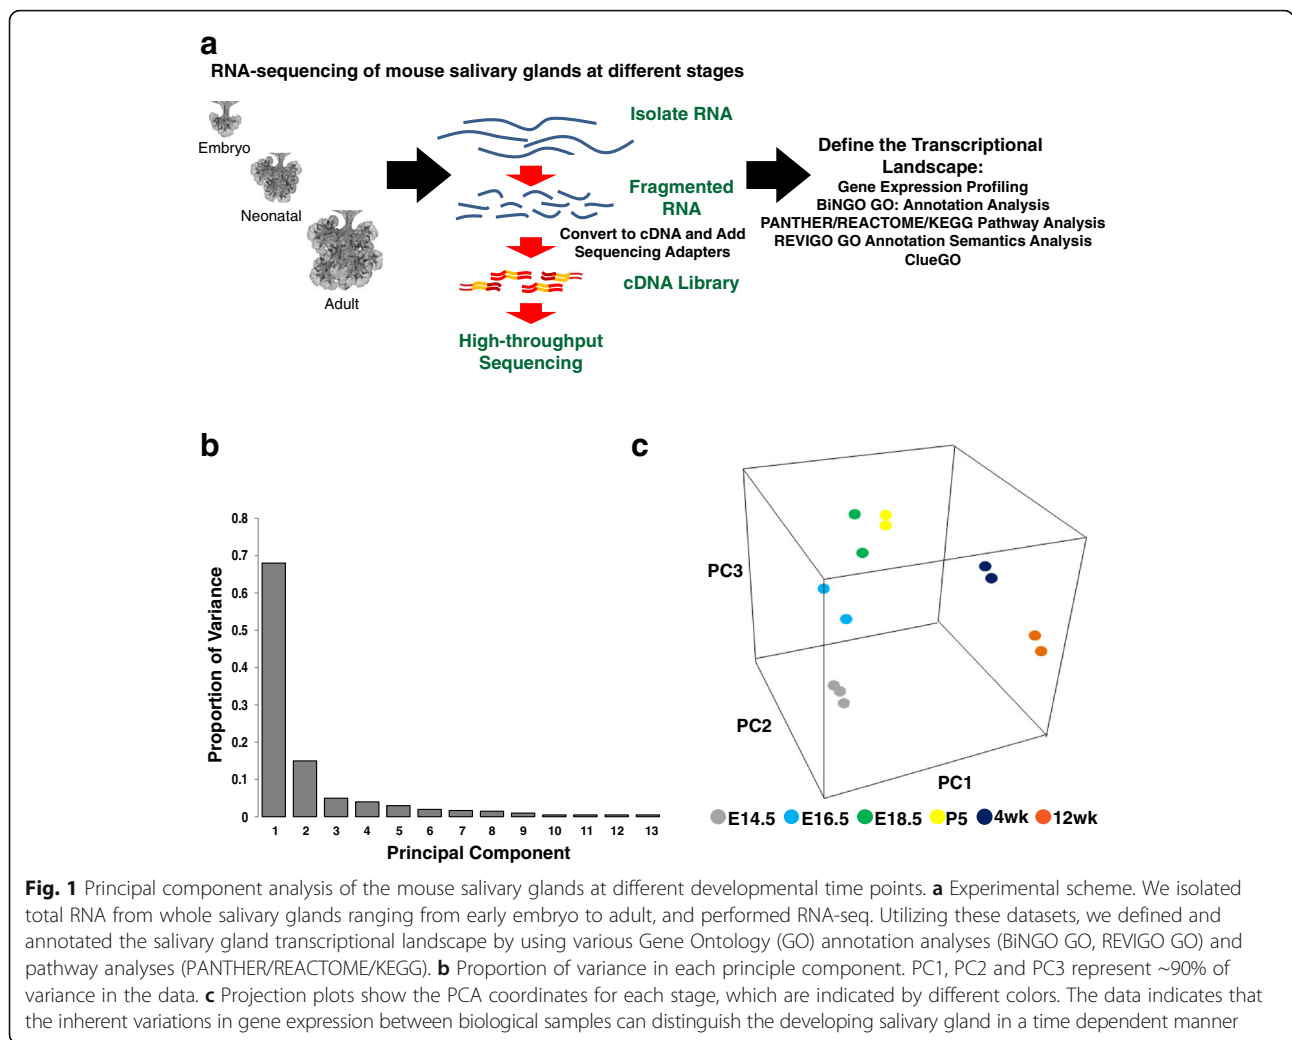 a
RNA-sequencing of mouse salivary glands at different stages
Embryo
Neonatal
Adult
Isolate RNA
Fragmented
RNA
Convert to cDNA and Add
Sequencing Adapters
cDNA Library
High-throughput
Sequencing
Define the Transcriptional
Landscape:
Gene Expression Profiling
BiNGO GO: Annotation Analysis
PANTHER/REACTOME/KEGG Pathway Analysis
REVIGO GO Annotation Semantics Analysis
ClueGO
b
Proportion of Variance
0.8
0.7
0.6
0.5
0.4
0.3
0.2
0.1
0
1 2 3 4 5 6 7 8 9 10 11 12 13
Principal Component
c
PC3
PC2
PC1
E14.5 E16.5 E18.5 P5 4wk 12wk
Fig. 1 Principal component analysis of the mouse salivary glands at different developmental time points. a Experimental scheme. We isolated
total RNA from whole salivary glands ranging from early embryo to adult, and performed RNA-seq. Utilizing these datasets, we defined and
annotated the salivary gland transcriptional landscape by using various Gene Ontology (GO) annotation analyses (BiNGO GO, REVIGO GO) and
pathway analyses (PANTHER/REACTOME/KEGG). b Proportion of variance in each principle component. PC1, PC2 and PC3 represent ~90% of
variance in the data. c Projection plots show the PCA coordinates for each stage, which are indicated by different colors. The data indicates that
the inherent variations in gene expression between biological samples can distinguish the developing salivary gland in a time dependent manner